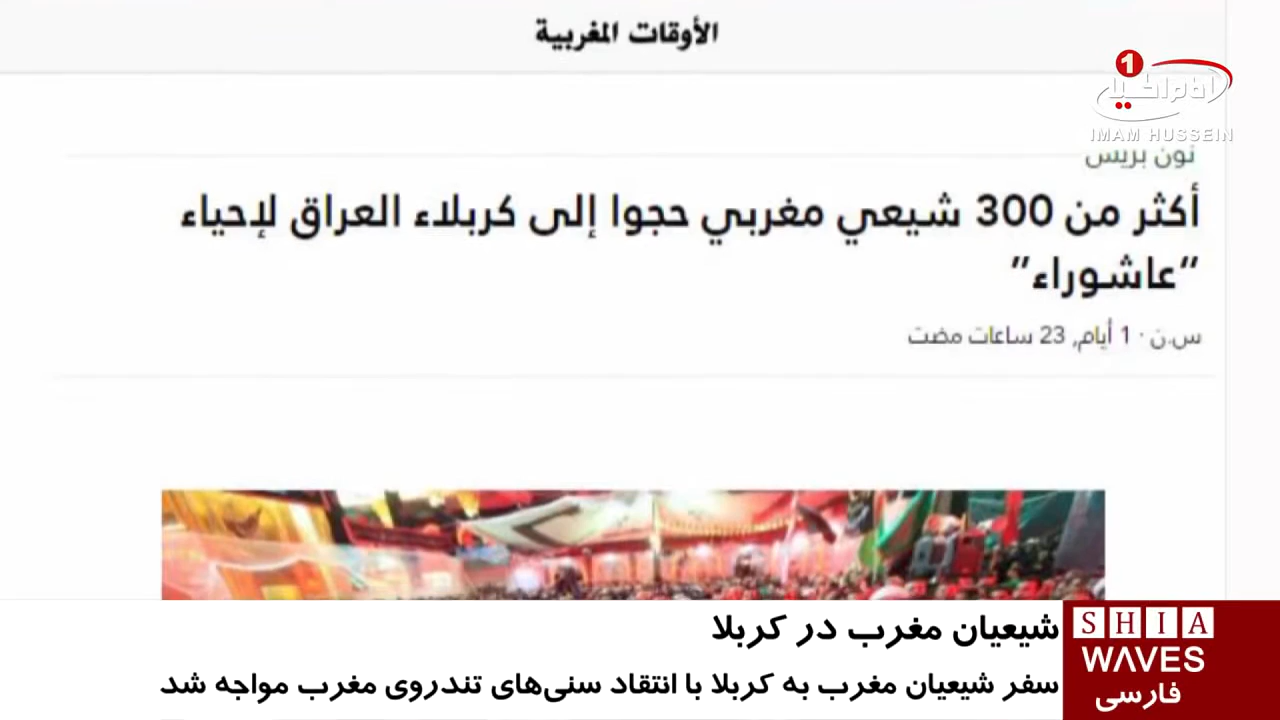 الأوقات المغربية
1
IMAM HUSSEIN
نون بريس
أكثر من 300 شيعي مغربي حجوا إلى كربلاء العراق لإحياء
“عاشوراء”
س.ن · 1 أيام, 23 ساعات مضت
شیعیان مغرب در کربلا
سفر شیعیان مغرب به کربلا با انتقاد سنی‌های تندروی مغرب مواجه شد
SHIA
WAVES
فارسی